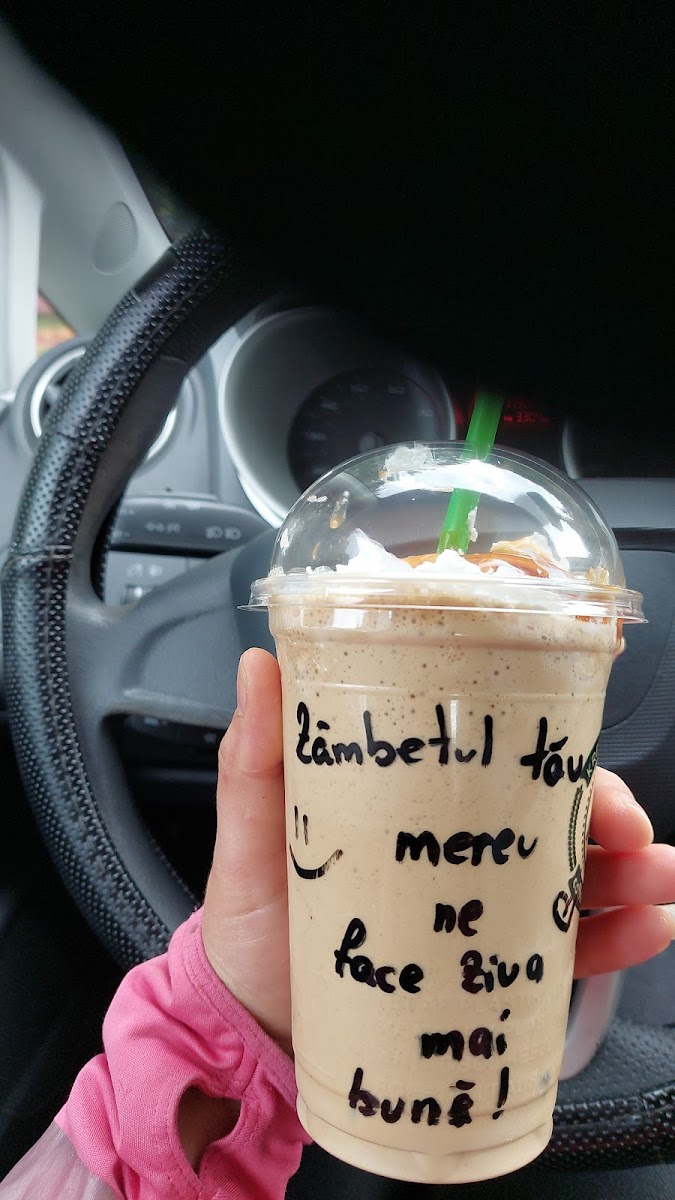 Zâmbetul tău
mereu
ne
face ziua
mai
bună!